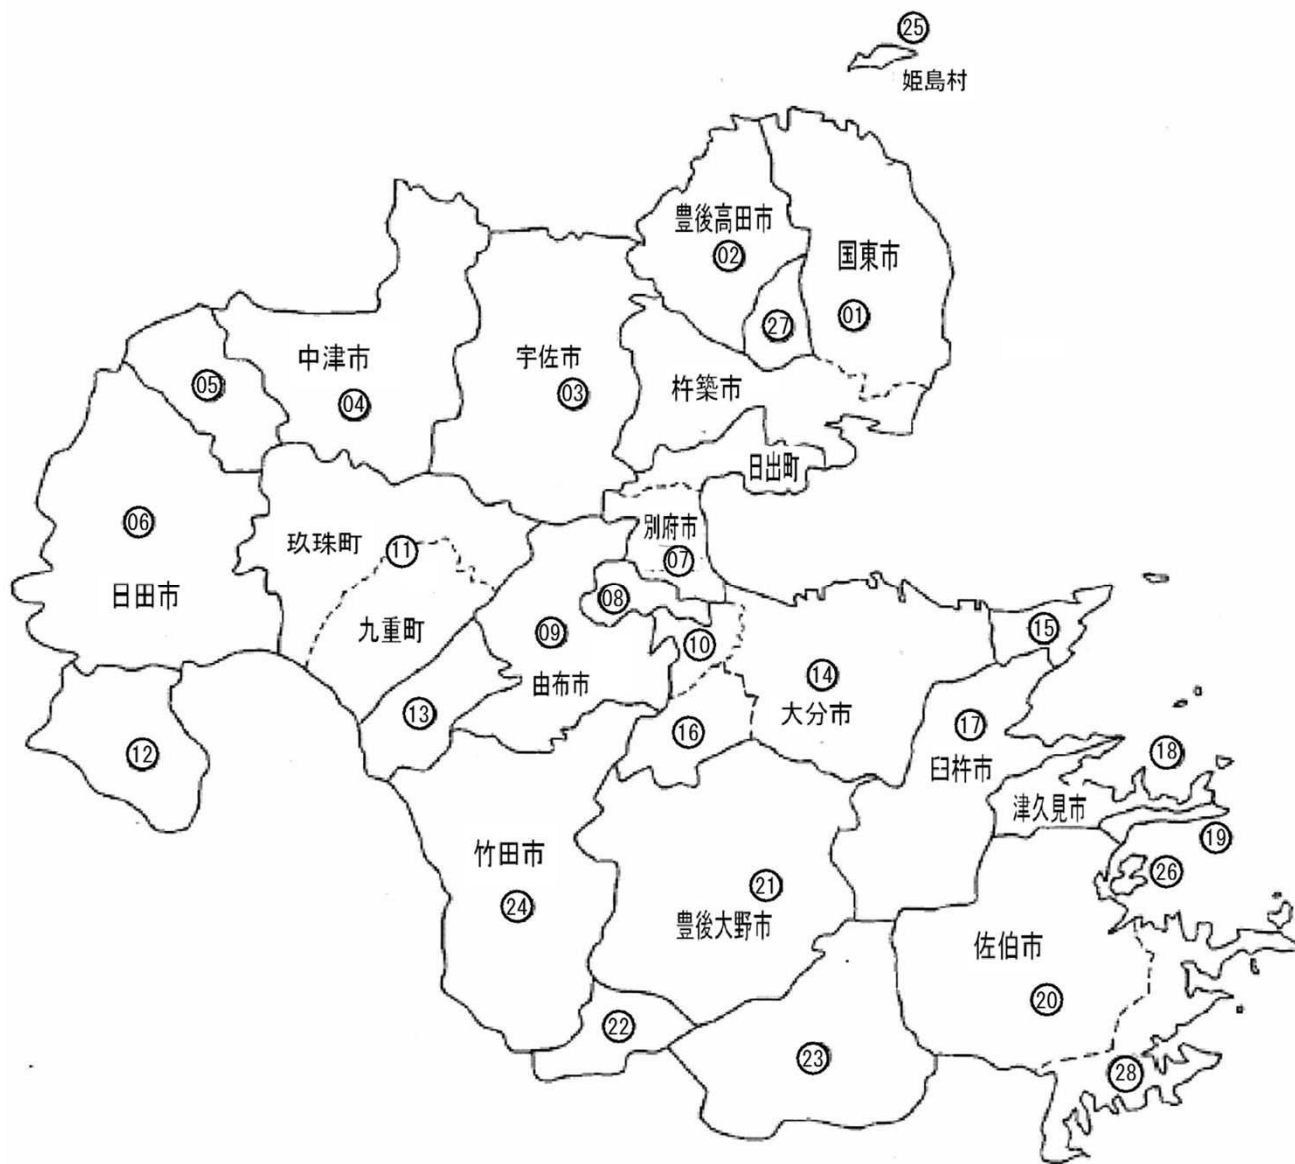 ㉕
姫島村
豊後高田市
02
国東市
01
27
中津市
04
宇佐市
03
杵築市
05
日出町
06
日田市
玖珠町
11
九重町
別府市
07
08
09
由布市
10
14
大分市
15
13
12
16
17
臼杵市
18
津久見市
19
竹田市
24
21
豊後大野市
26
佐伯市
20
22
23
28